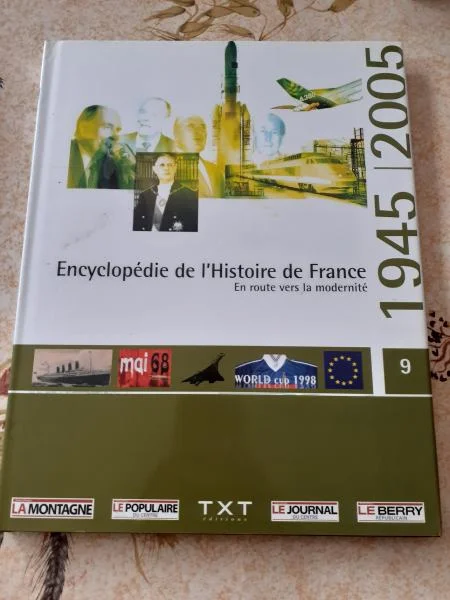 1945 | 2005
A380
Encyclopédie de l'Histoire de France
En route vers la modernité
mai 68
WORLD CUP 1998
9
LA MONTAGNE
LE POPULAIRE
DU CENTRE
TXT
éditions
LE JOURNAL
DU CENTRE
LE BERRY
RÉPUBLICAIN